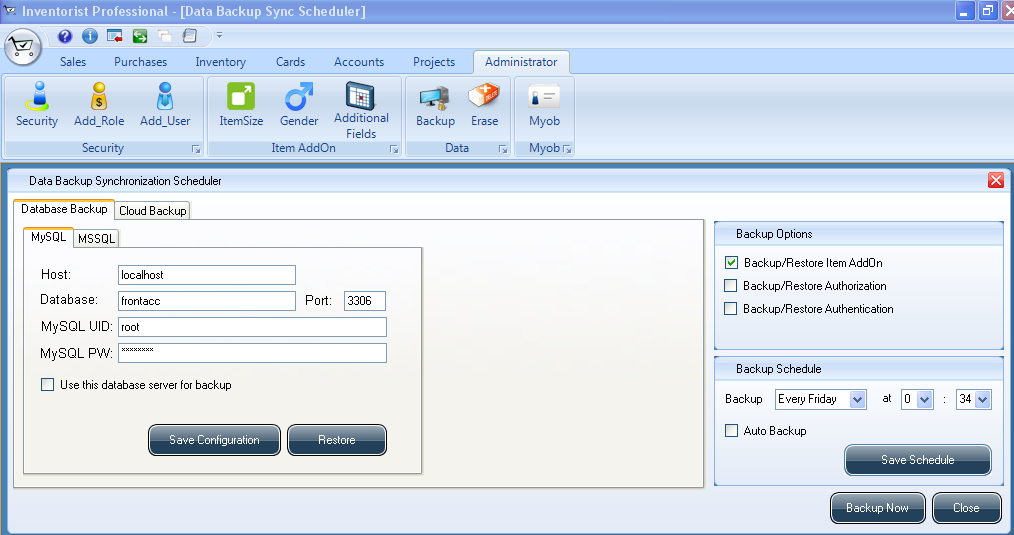 Inventorist Professional - [Data Backup Sync Scheduler]
Sales Purchases Inventory Cards Accounts Projects Administrator
Security Add_Role Add_User ItemSize Gender Additional Fields Backup Erase Myob
Security Item AddOn Data Myob
Data Backup Synchronization Scheduler
Database Backup Cloud Backup
MySQL MSSQL
Host: localhost
Database: frontacc Port: 3306
MySQL UID: root
MySQL PW: ********
Use this database server for backup
Save Configuration Restore
Backup Options
Backup/Restore Item AddOn
Backup/Restore Authorization
Backup/Restore Authentication
Backup Schedule
Backup Every Friday at 0 : 34
Auto Backup
Save Schedule
Backup Now Close